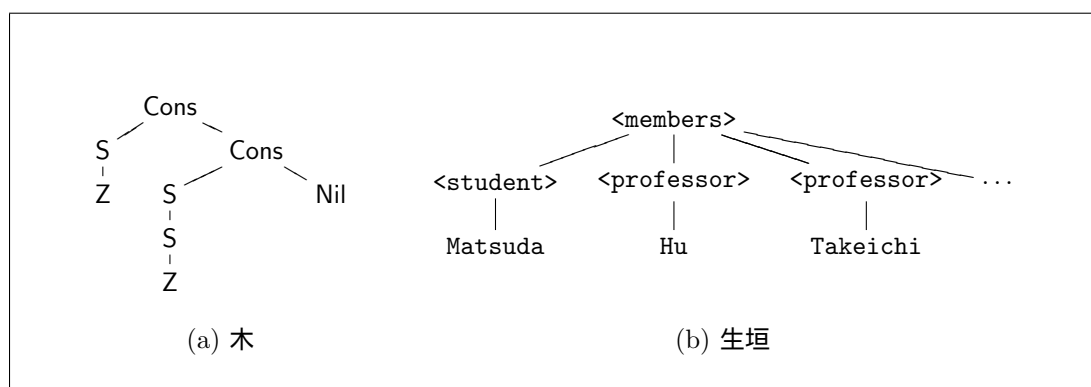 Cons
<members>
S Cons
Z S Nil
<student> <professor> <professor> ...
S
Matsuda Hu Takeichi
Z
(a) 木
(b) 生垣